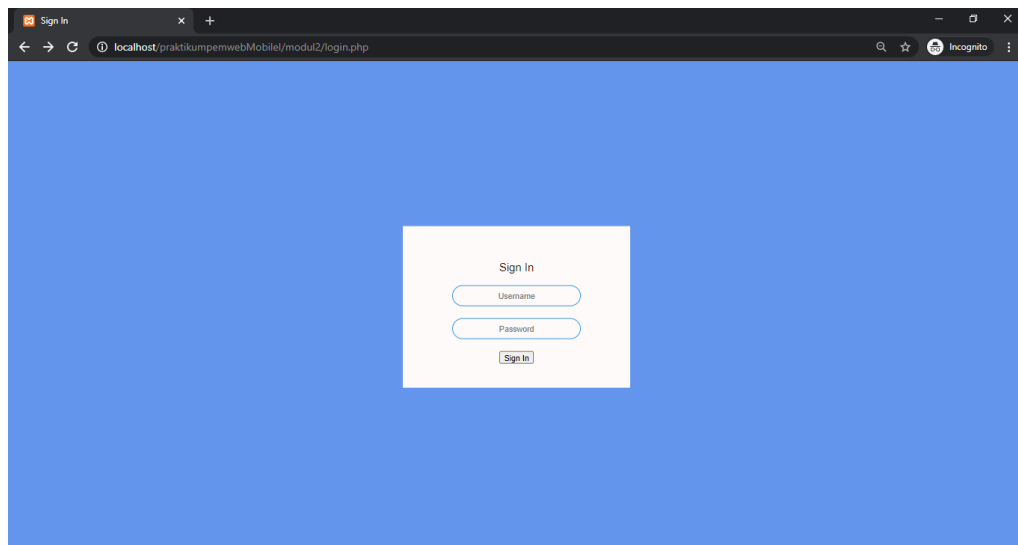 Sign In
localhost/praktikumpemwebMobilel/modul2/login.php
Incognito
Sign In
Username
Password
Sign In